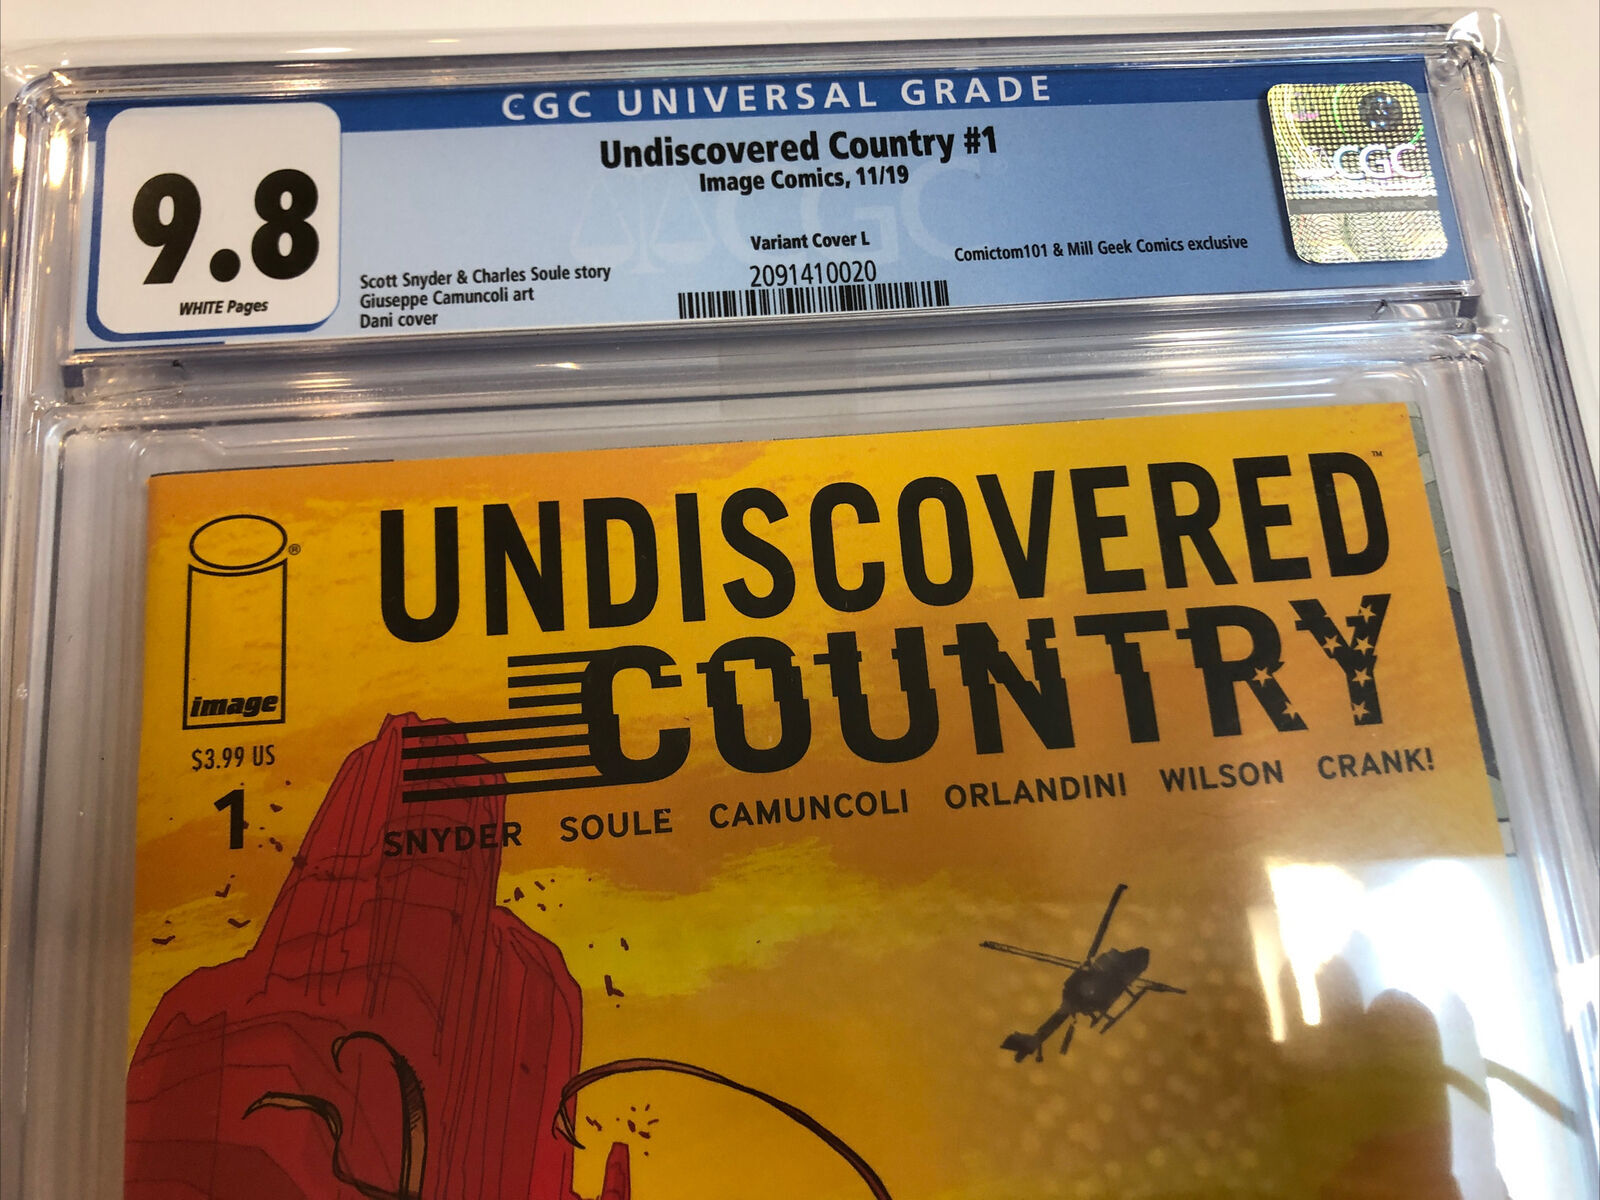 CGC UNIVERSAL GRADE
9.8
WHITE Pages
Undiscovered Country #1
Image Comics, 11/19
Variant Cover L
2091410020
Scott Snyder & Charles Soule story
Giuseppe Camuncoli art
Dani cover
Comictom101 & Mill Geek Comics exclusive
CGC
CGC
UNDISCOVERED™
COUNTRY
®
image
$3.99 US
1
SNYDER SOULE CAMUNCOLI ORLANDINI WILSON CRANK!